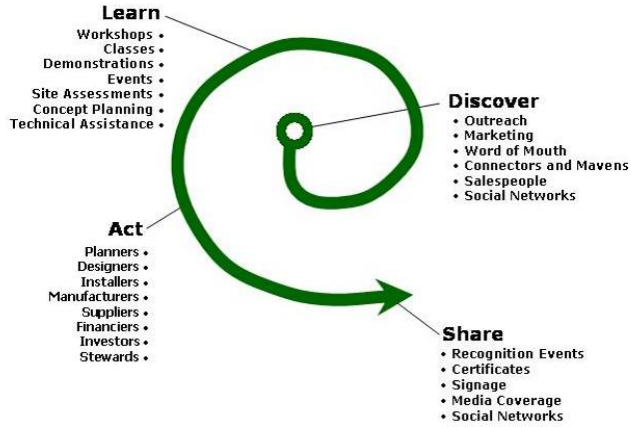 Learn
Workshops •
Classes •
Demonstrations •
Events •
Site Assessments •
Concept Planning •
Technical Assistance •
Discover
• Outreach
• Marketing
• Word of Mouth
• Connectors and Mavens
• Salespeople
• Social Networks
Act
Planners •
Designers •
Installers •
Manufacturers •
Suppliers •
Financiers •
Investors •
Stewards •
Share
• Recognition Events
• Certificates
• Signage
• Media Coverage
• Social Networks